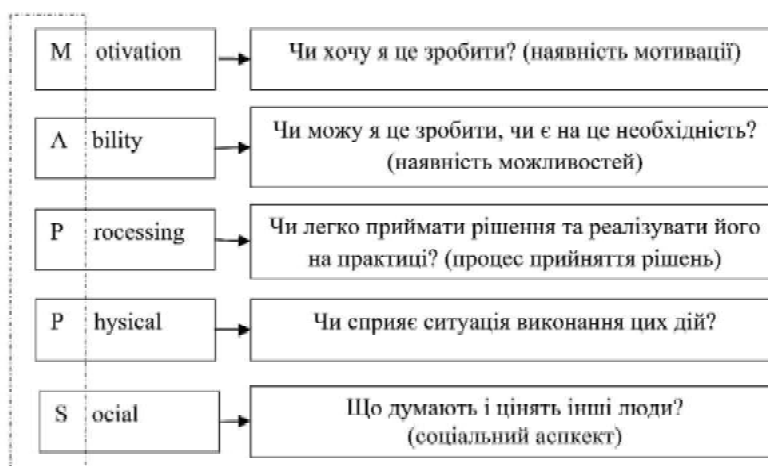 M otivation
Чи хочу я це зробити? (наявність мотивації)
A bility
Чи можу я це зробити, чи є на це необхідність?
(наявність можливостей)
P rocessing
Чи легко приймати рішення та реалізувати його
на практиці? (процес прийняття рішень)
P hysical
Чи сприяє ситуація виконання цих дій?
S ocial
Що думають і цінять інші люди?
(соціальний аспкект)